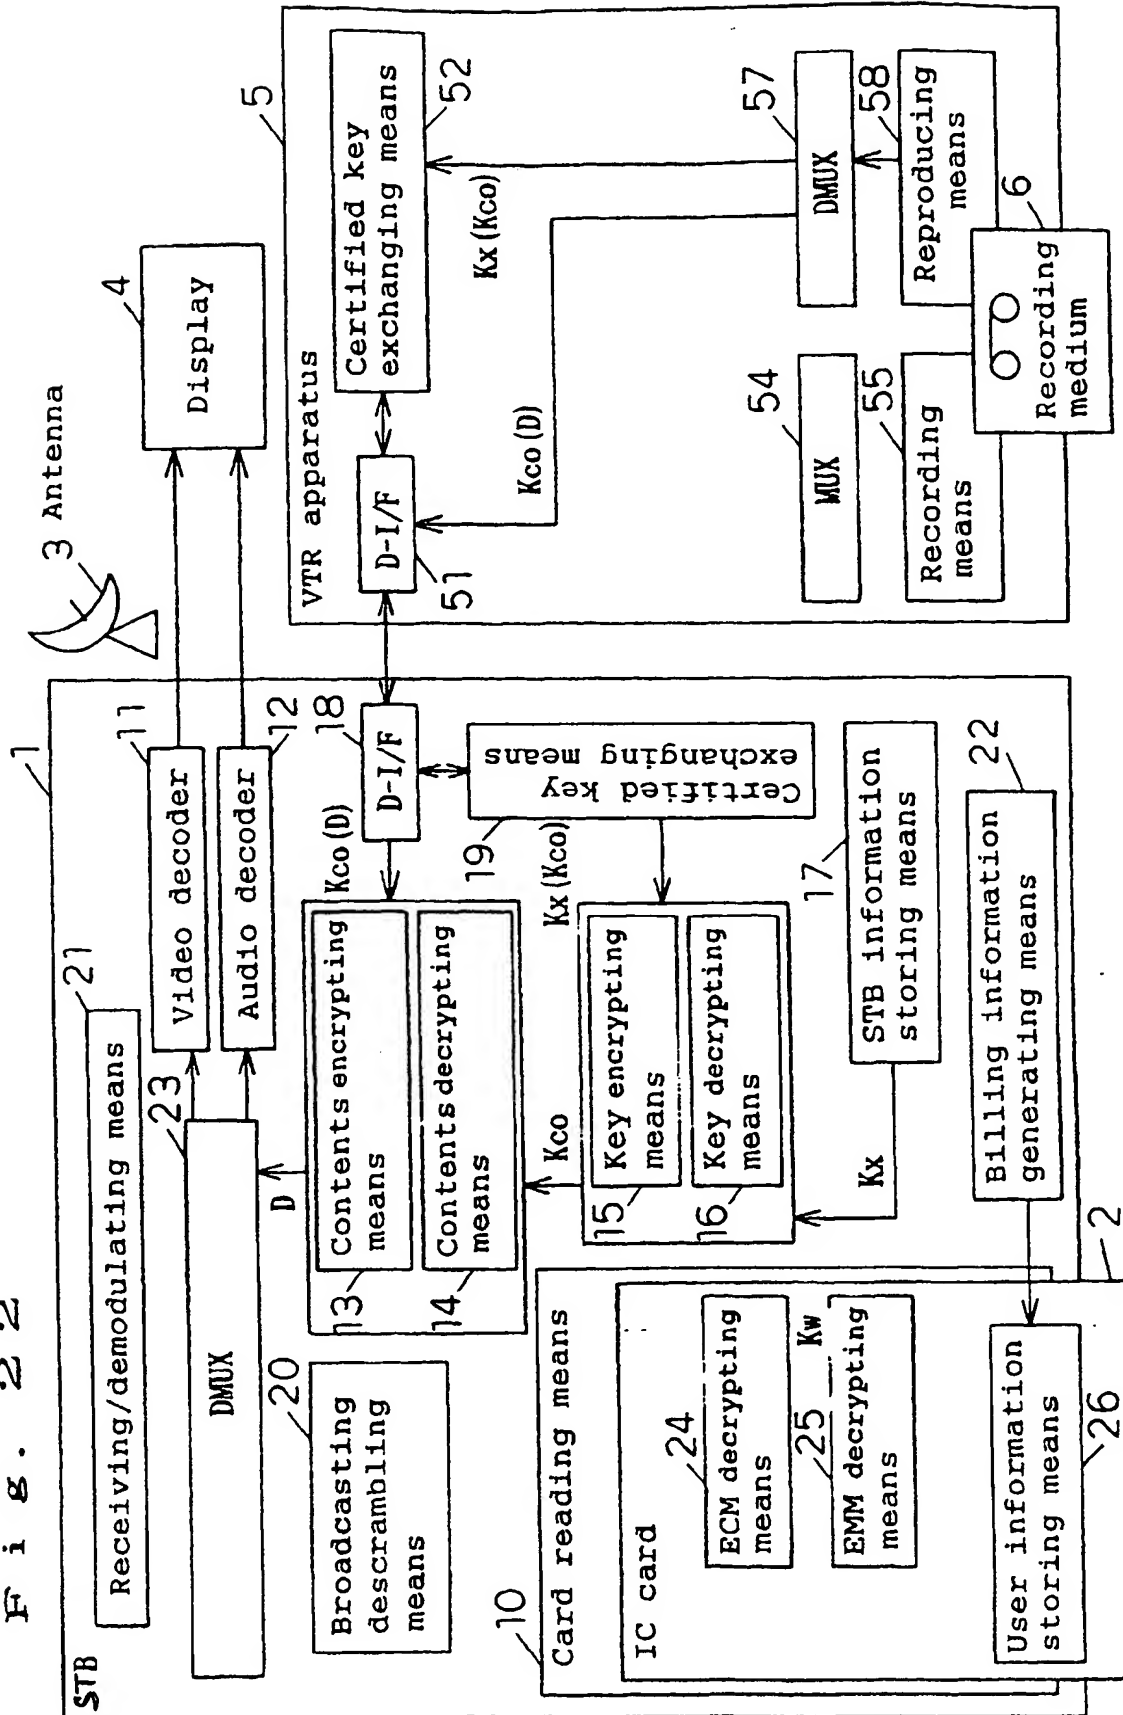 Fig. 22
STB
1
Receiving/demodulating means
21
DMUX
23
Video decoder
11
Audio decoder
12
3 Antenna
4
Display
20
Broadcasting
descrambling
means
D
Contents encrypting
means
13
Contents decrypting
means
14
Kco(D)
D-I/F
18
Certified key
exchanging means
19
Kx(Kco)
Kco
Key encrypting
means
15
Key decrypting
means
16
Kx
STB information
storing means
17
Billing information
generating means
22
10
Card reading means
IC card
2
24
ECM decrypting
means
Kw
25
EMM decrypting
means
User information
storing means
26
5
VTR apparatus
D-I/F
51
Certified key
exchanging means
52
Kx(Kco)
Kco(D)
MUX
54
DMUX
57
Recording
means
55
Reproducing
means
58
Recording
medium
6